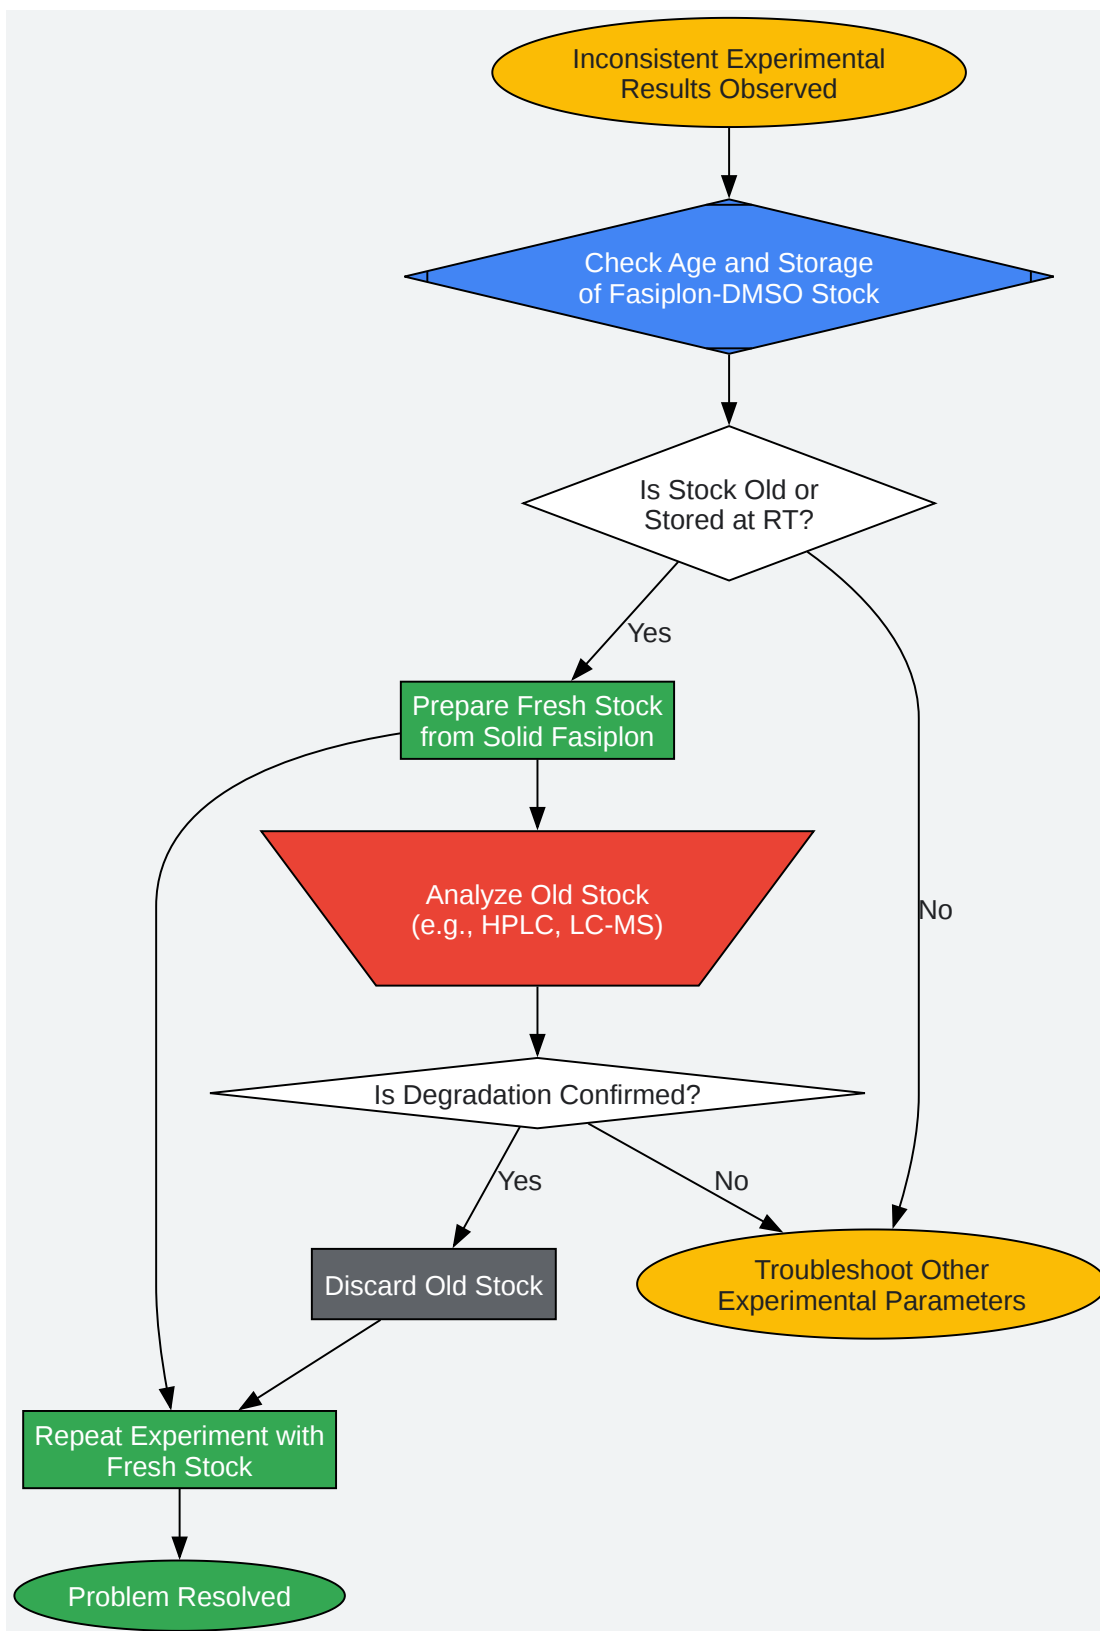 Inconsistent Experimental
Results Observed
Check Age and Storage
of Fasiplon-DMSO Stock
Is Stock Old or
Stored at RT?
Yes
Prepare Fresh Stock
from Solid Fasiplon
Analyze Old Stock
(e.g., HPLC, LC-MS)
No
Is Degradation Confirmed?
Yes
No
Discard Old Stock
Troubleshoot Other
Experimental Parameters
Repeat Experiment with
Fresh Stock
Problem Resolved